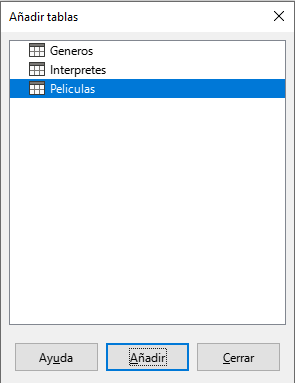 Añadir tablas
Generos
Interpretes
Peliculas
Ayuda
Añadir
Cerrar